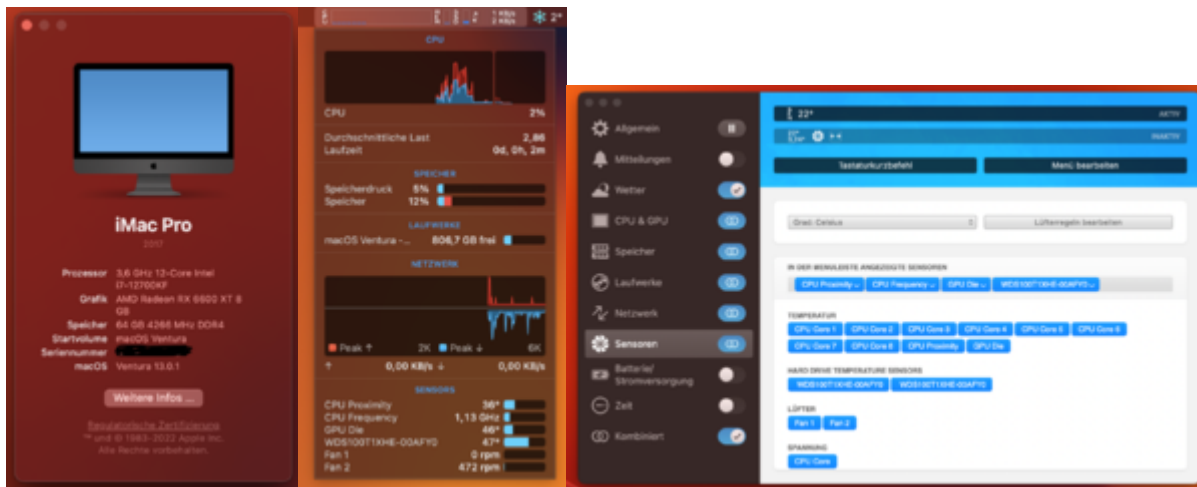 iMac Pro
2017
Prozessor 3,6 GHz 12-Core Intel
i7-12700KF
Grafik AMD Radeon RX 6600 XT 8
GB
Speicher 64 GB 4266 MHz DDR4
Startvolume macOS Ventura
Seriennummer
macOS Ventura 13.0.1
Weitere Infos ...
Regulatorische Zertifizierung
™ und © 1983–2022 Apple Inc.
Alle Rechte vorbehalten.
1 KB/s
2 KB/s
2°
CPU
CPU 2%
Durchschnittliche Last 2,86
Laufzeit 0d, 0h, 2m
SPEICHER
Speicherdruck 5%
Speicher 12%
LAUFWERKE
macOS Ventura -... 806,7 GB frei
NETZWERK
Peak ↑ 2K Peak ↓ 6K
↑ 0,00 KB/s ↓ 0,00 KB/s
SENSORS
CPU Proximity 36°
CPU Frequency 1,13 GHz
GPU Die 46°
WDS100T1XHE-00AFY0 47°
Fan 1 0 rpm
Fan 2 472 rpm
Allgemein
Mitteilungen
Wetter
CPU & GPU
Speicher
Laufwerke
Netzwerk
Sensoren
Batterie/
Stromversorgung
Zeit
Kombiniert
22° AKTIV
INAKTIV
Tastaturkurzbefehl Menü bearbeiten
Grad: Celsius Lüfterregeln bearbeiten
IN DER MENÜLEISTE ANGEZEIGTE SENSOREN
CPU Proximity CPU Frequency GPU Die WDS100T1XHE-00AFY0
TEMPERATUR
CPU Core 1 CPU Core 2 CPU Core 3 CPU Core 4 CPU Core 5 CPU Core 6
CPU Core 7 CPU Core 8 CPU Proximity GPU Die
HARD DRIVE TEMPERATURE SENSORS
WDS100T1XHE-00AFY0 WDS100T1XHE-00AFY0
LÜFTER
Fan 1 Fan 2
SPANNUNG
CPU Core